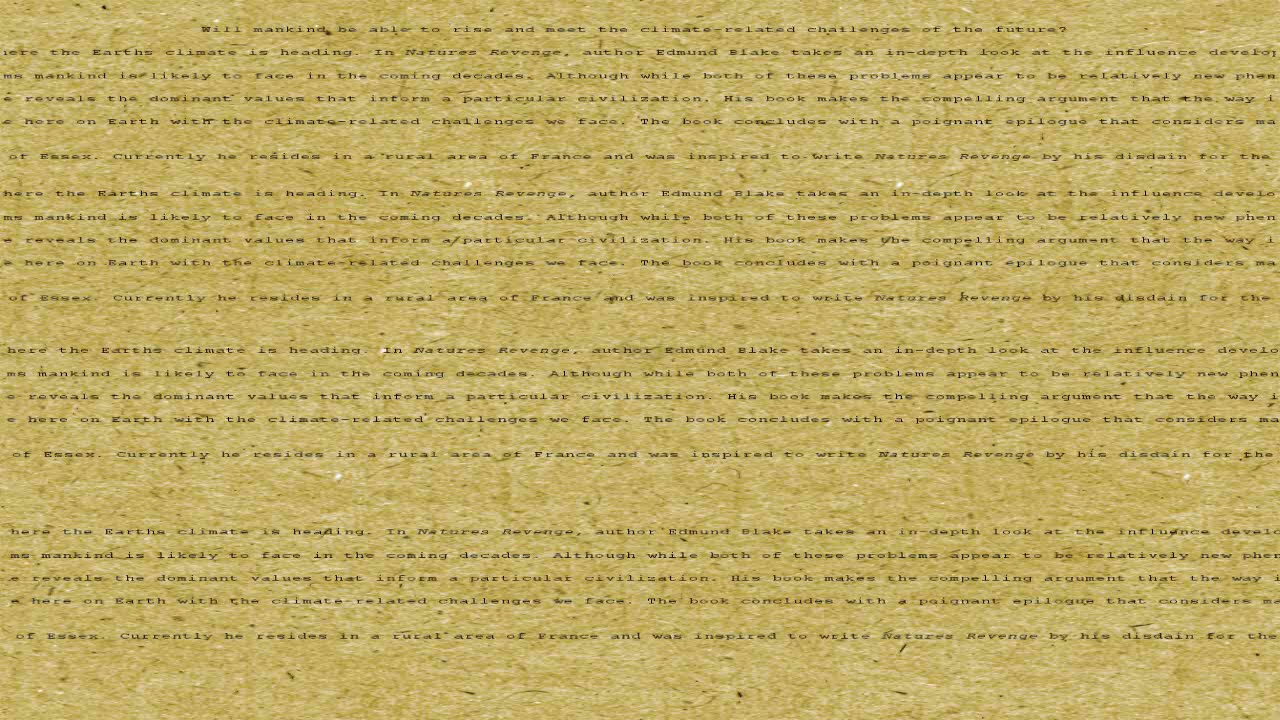 Will mankind be able to rise and meet the climate-related challenges of the future?
here the Earths climate is heading. In Natures Revenge, author Edmund Blake takes an in-depth look at the influence develop
ms mankind is likely to face in the coming decades. Although while both of these problems appear to be relatively new phen
e reveals the dominant values that inform a particular civilization. His book makes the compelling argument that the way i
e here on Earth with the climate-related challenges we face. The book concludes with a poignant epilogue that considers ma
of Essex. Currently he resides in a rural area of France and was inspired to write Natures Revenge by his disdain for the
here the Earths climate is heading. In Natures Revenge, author Edmund Blake takes an in-depth look at the influence develo
ms mankind is likely to face in the coming decades. Although while both of these problems appear to be relatively new phen
e reveals the dominant values that inform a particular civilization. His book makes the compelling argument that the way i
e here on Earth with the climate-related challenges we face. The book concludes with a poignant epilogue that considers ma
of Essex. Currently he resides in a rural area of France and was inspired to write Natures Revenge by his disdain for the
here the Earths climate is heading. In Natures Revenge, author Edmund Blake takes an in-depth look at the influence develo
ms mankind is likely to face in the coming decades. Although while both of these problems appear to be relatively new phen
e reveals the dominant values that inform a particular civilization. His book makes the compelling argument that the way i
e here on Earth with the climate-related challenges we face. The book concludes with a poignant epilogue that considers ma
of Essex. Currently he resides in a rural area of France and was inspired to write Natures Revenge by his disdain for the
here the Earths climate is heading. In Natures Revenge, author Edmund Blake takes an in-depth look at the influence develo
ms mankind is likely to face in the coming decades. Although while both of these problems appear to be relatively new phen
e reveals the dominant values that inform a particular civilization. His book makes the compelling argument that the way i
e here on Earth with the climate-related challenges we face. The book concludes with a poignant epilogue that considers ma
of Essex. Currently he resides in a rural area of France and was inspired to write Natures Revenge by his disdain for the